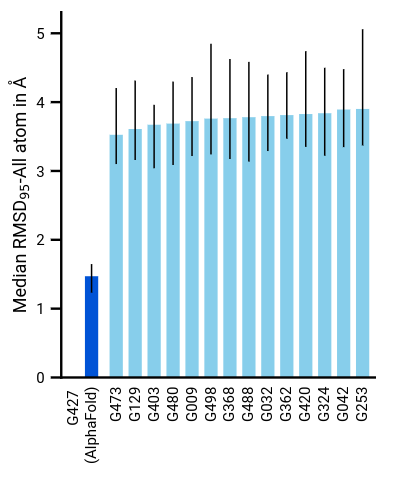 Median RMSD95-All atom in Å
5
4
3
2
1
0
G427
(AlphaFold)
G473
G129
G403
G480
G009
G498
G368
G488
G032
G362
G420
G324
G042
G253